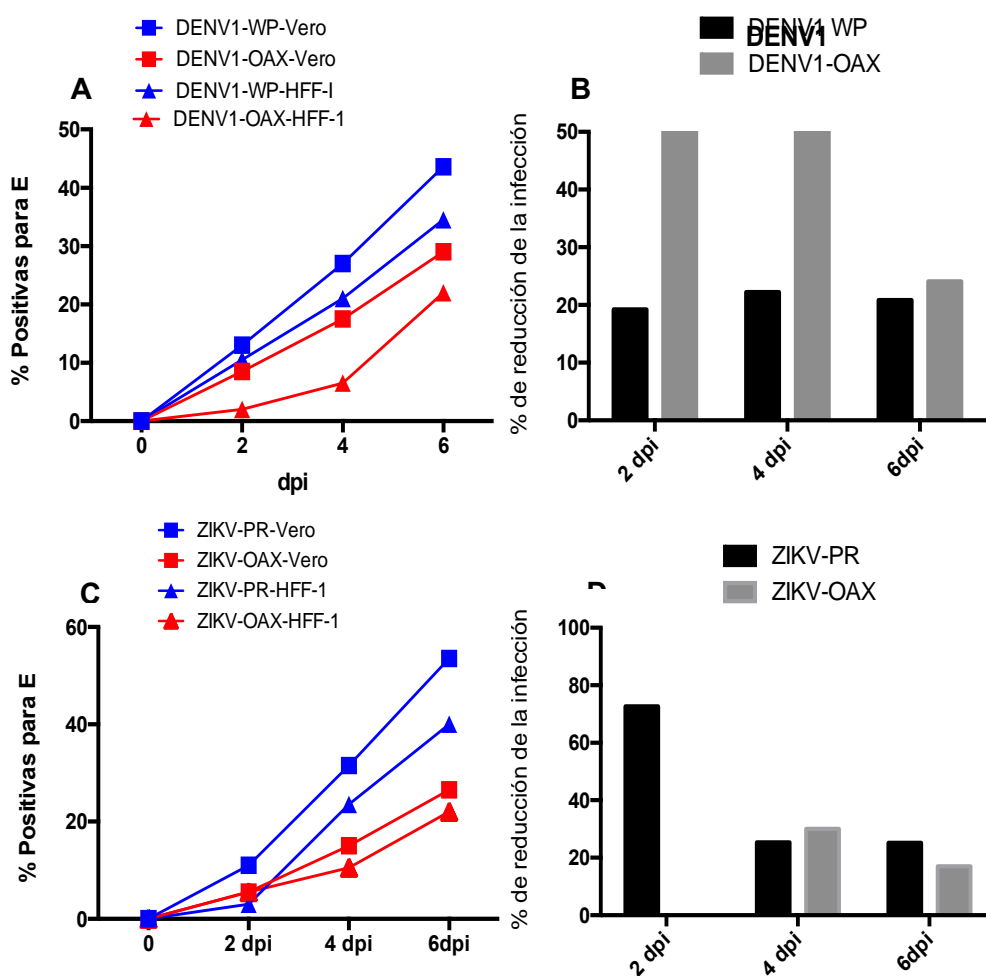 DENV1-WP-Vero
DENV1-OAX-Vero
DENV1-WP-HFF-I
DENV1-OAX-HFF-1
A
% Positivas para E
50
40
30
20
10
0
0 2 4 6
dpi
DENV1 WP
DENV1
DENV1-OAX
B
% de reducción de la infección
50
40
30
20
10
0
2 dpi 4 dpi 6dpi
ZIKV-PR-Vero
ZIKV-OAX-Vero
ZIKV-PR-HFF-1
ZIKV-OAX-HFF-1
C
% Positivas para E
60
40
20
0
0 2 dpi 4 dpi 6dpi
ZIKV-PR
ZIKV-OAX
% de reducción de la infección
100
80
60
40
20
0
2 dpi 4 dpi 6dpi